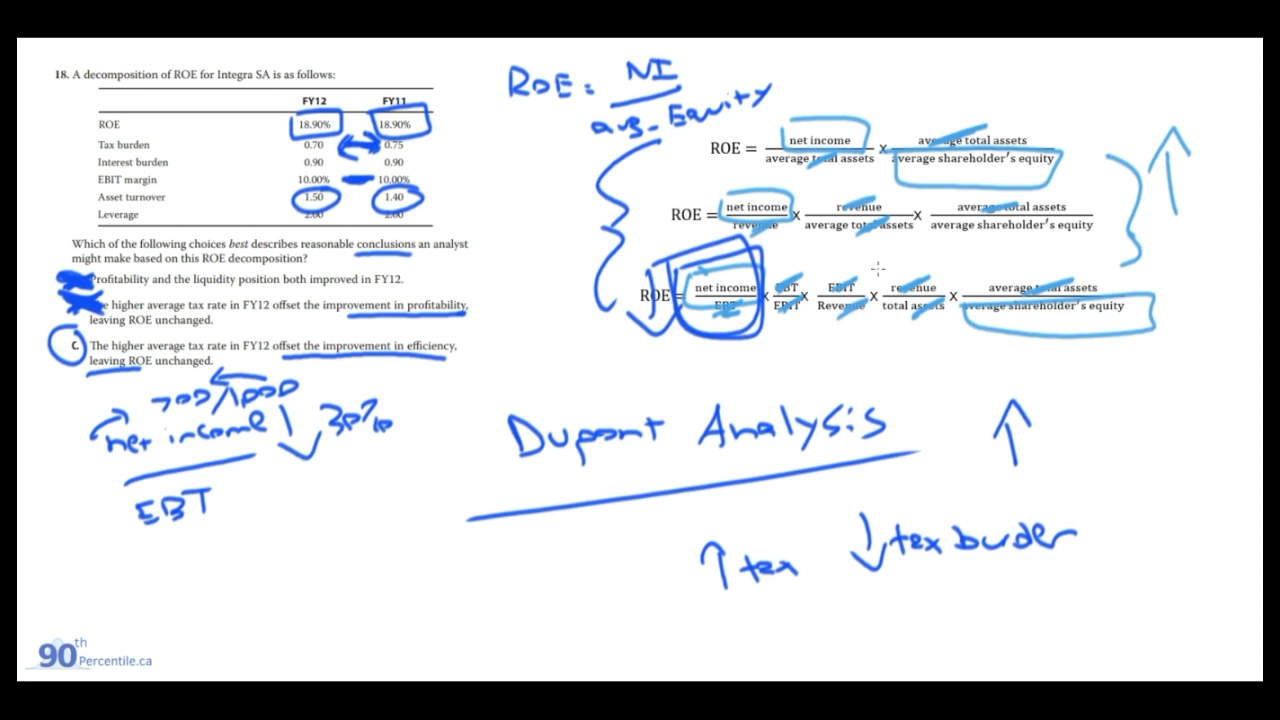 18. A decomposition of ROE for Integra SA is as follows:
FY12 FY11
ROE 18.90% 18.90%
Tax burden 0.70 0.75
Interest burden 0.90 0.90
EBIT margin 10.00% 10.00%
Asset turnover 1.50 1.40
Leverage 2.00 2.00
Which of the following choices best describes reasonable conclusions an analyst
might make based on this ROE decomposition?
Profitability and the liquidity position both improved in FY12.
higher average tax rate in FY12 offset the improvement in profitability,
leaving ROE unchanged.
C. The higher average tax rate in FY12 offset the improvement in efficiency,
leaving ROE unchanged.
700/1000
net income 30%
EBT
ROE = NI
avg. Equity
ROE = net income x average total assets
average total assets average shareholder's equity
ROE = net income x revenue x average total assets
revenue average total assets average shareholder's equity
ROE = net income x EBT x EBIT x revenue x average total assets
EBT EBIT Revenue total assets average shareholder's equity
Dupont Analysis
↑ tex ↓ tex burden
90th
Percentile.ca